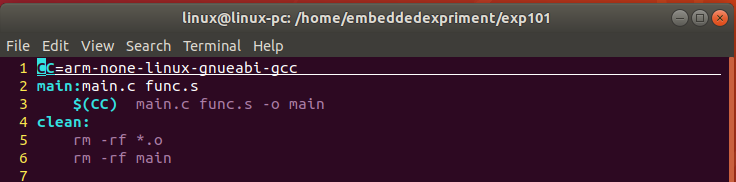 linux@linux-pc: /home/embeddedexpriment/exp101
File Edit View Search Terminal Help
1 CC=arm-none-linux-gnueabi-gcc
2 main:main.c func.s
3     $(CC)  main.c func.s -o main
4 clean:
5     rm -rf *.o
6     rm -rf main
7